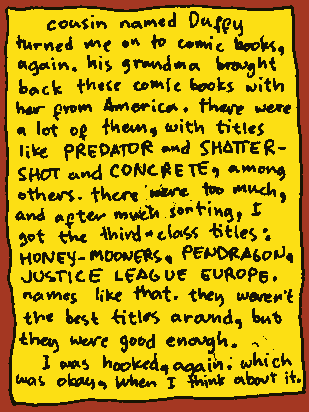 cousin named Duffy
turned me on to comic books,
again. his grandma brought
back these comic books with
her from America. there were
a lot of them, with titles
like PREDATOR and SHATTER-
SHOT and CONCRETE, among
others. there were too much,
and after much sorting, I
got the third-class titles:
HONEY-MOONERS, PENDRAGON,
JUSTICE LEAGUE EUROPE.
names like that. they weren't
the best titles around, but
they were good enough.
I was hooked, again. which
was okay, when I think about it.